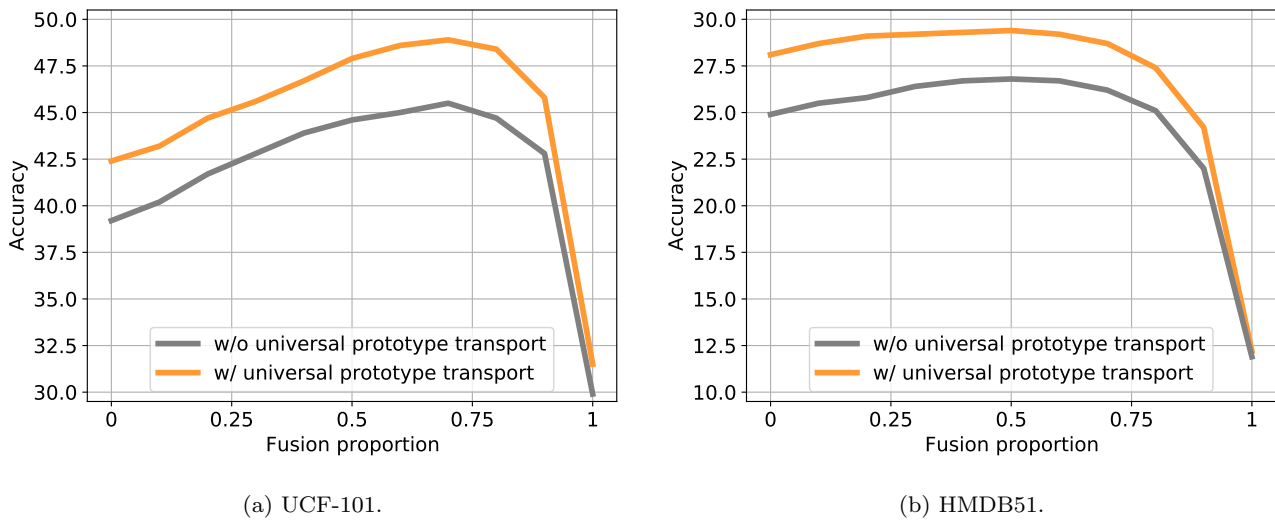 50.0
47.5
45.0
42.5
40.0
37.5
35.0
32.5
30.0
Accuracy
0
0.25
0.5
0.75
1
Fusion proportion
w/o universal prototype transport
w/ universal prototype transport
(a) UCF-101.
30.0
27.5
25.0
22.5
20.0
17.5
15.0
12.5
10.0
Accuracy
0
0.25
0.5
0.75
1
Fusion proportion
w/o universal prototype transport
w/ universal prototype transport
(b) HMDB51.